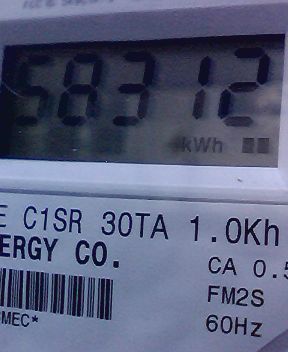 58312
kWh
E C1SR 30TA 1.0Kh
ERGY CO.
CA 0.5
FM2S
MEC*
60Hz